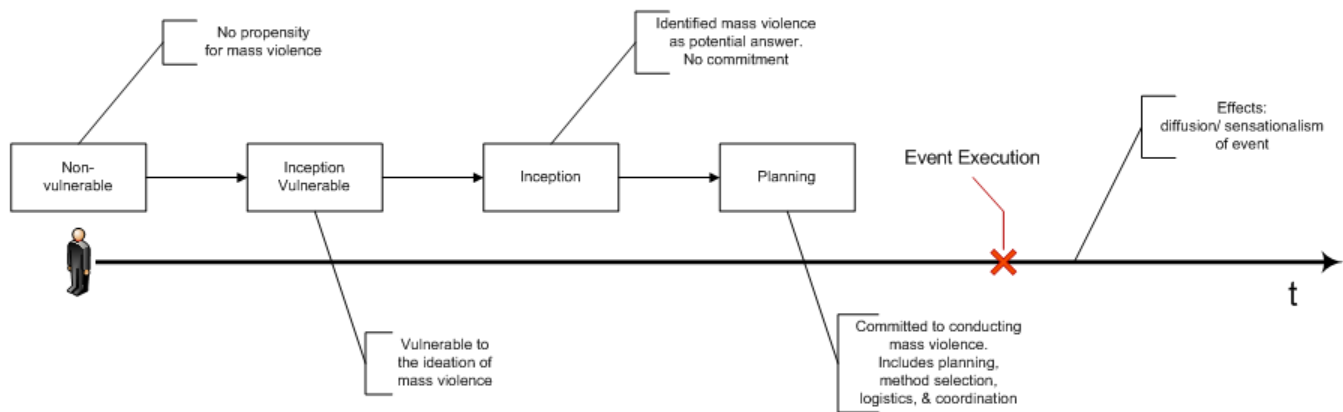 No propensity
for mass violence
Identified mass violence
as potential answer.
No commitment
Effects:
diffusion/ sensationalism
of event
Non-
vulnerable
Inception
Vulnerable
Inception
Planning
Event Execution
t
Vulnerable to
the ideation of
mass violence
Committed to conducting
mass violence.
Includes planning,
method selection,
logistics, & coordination